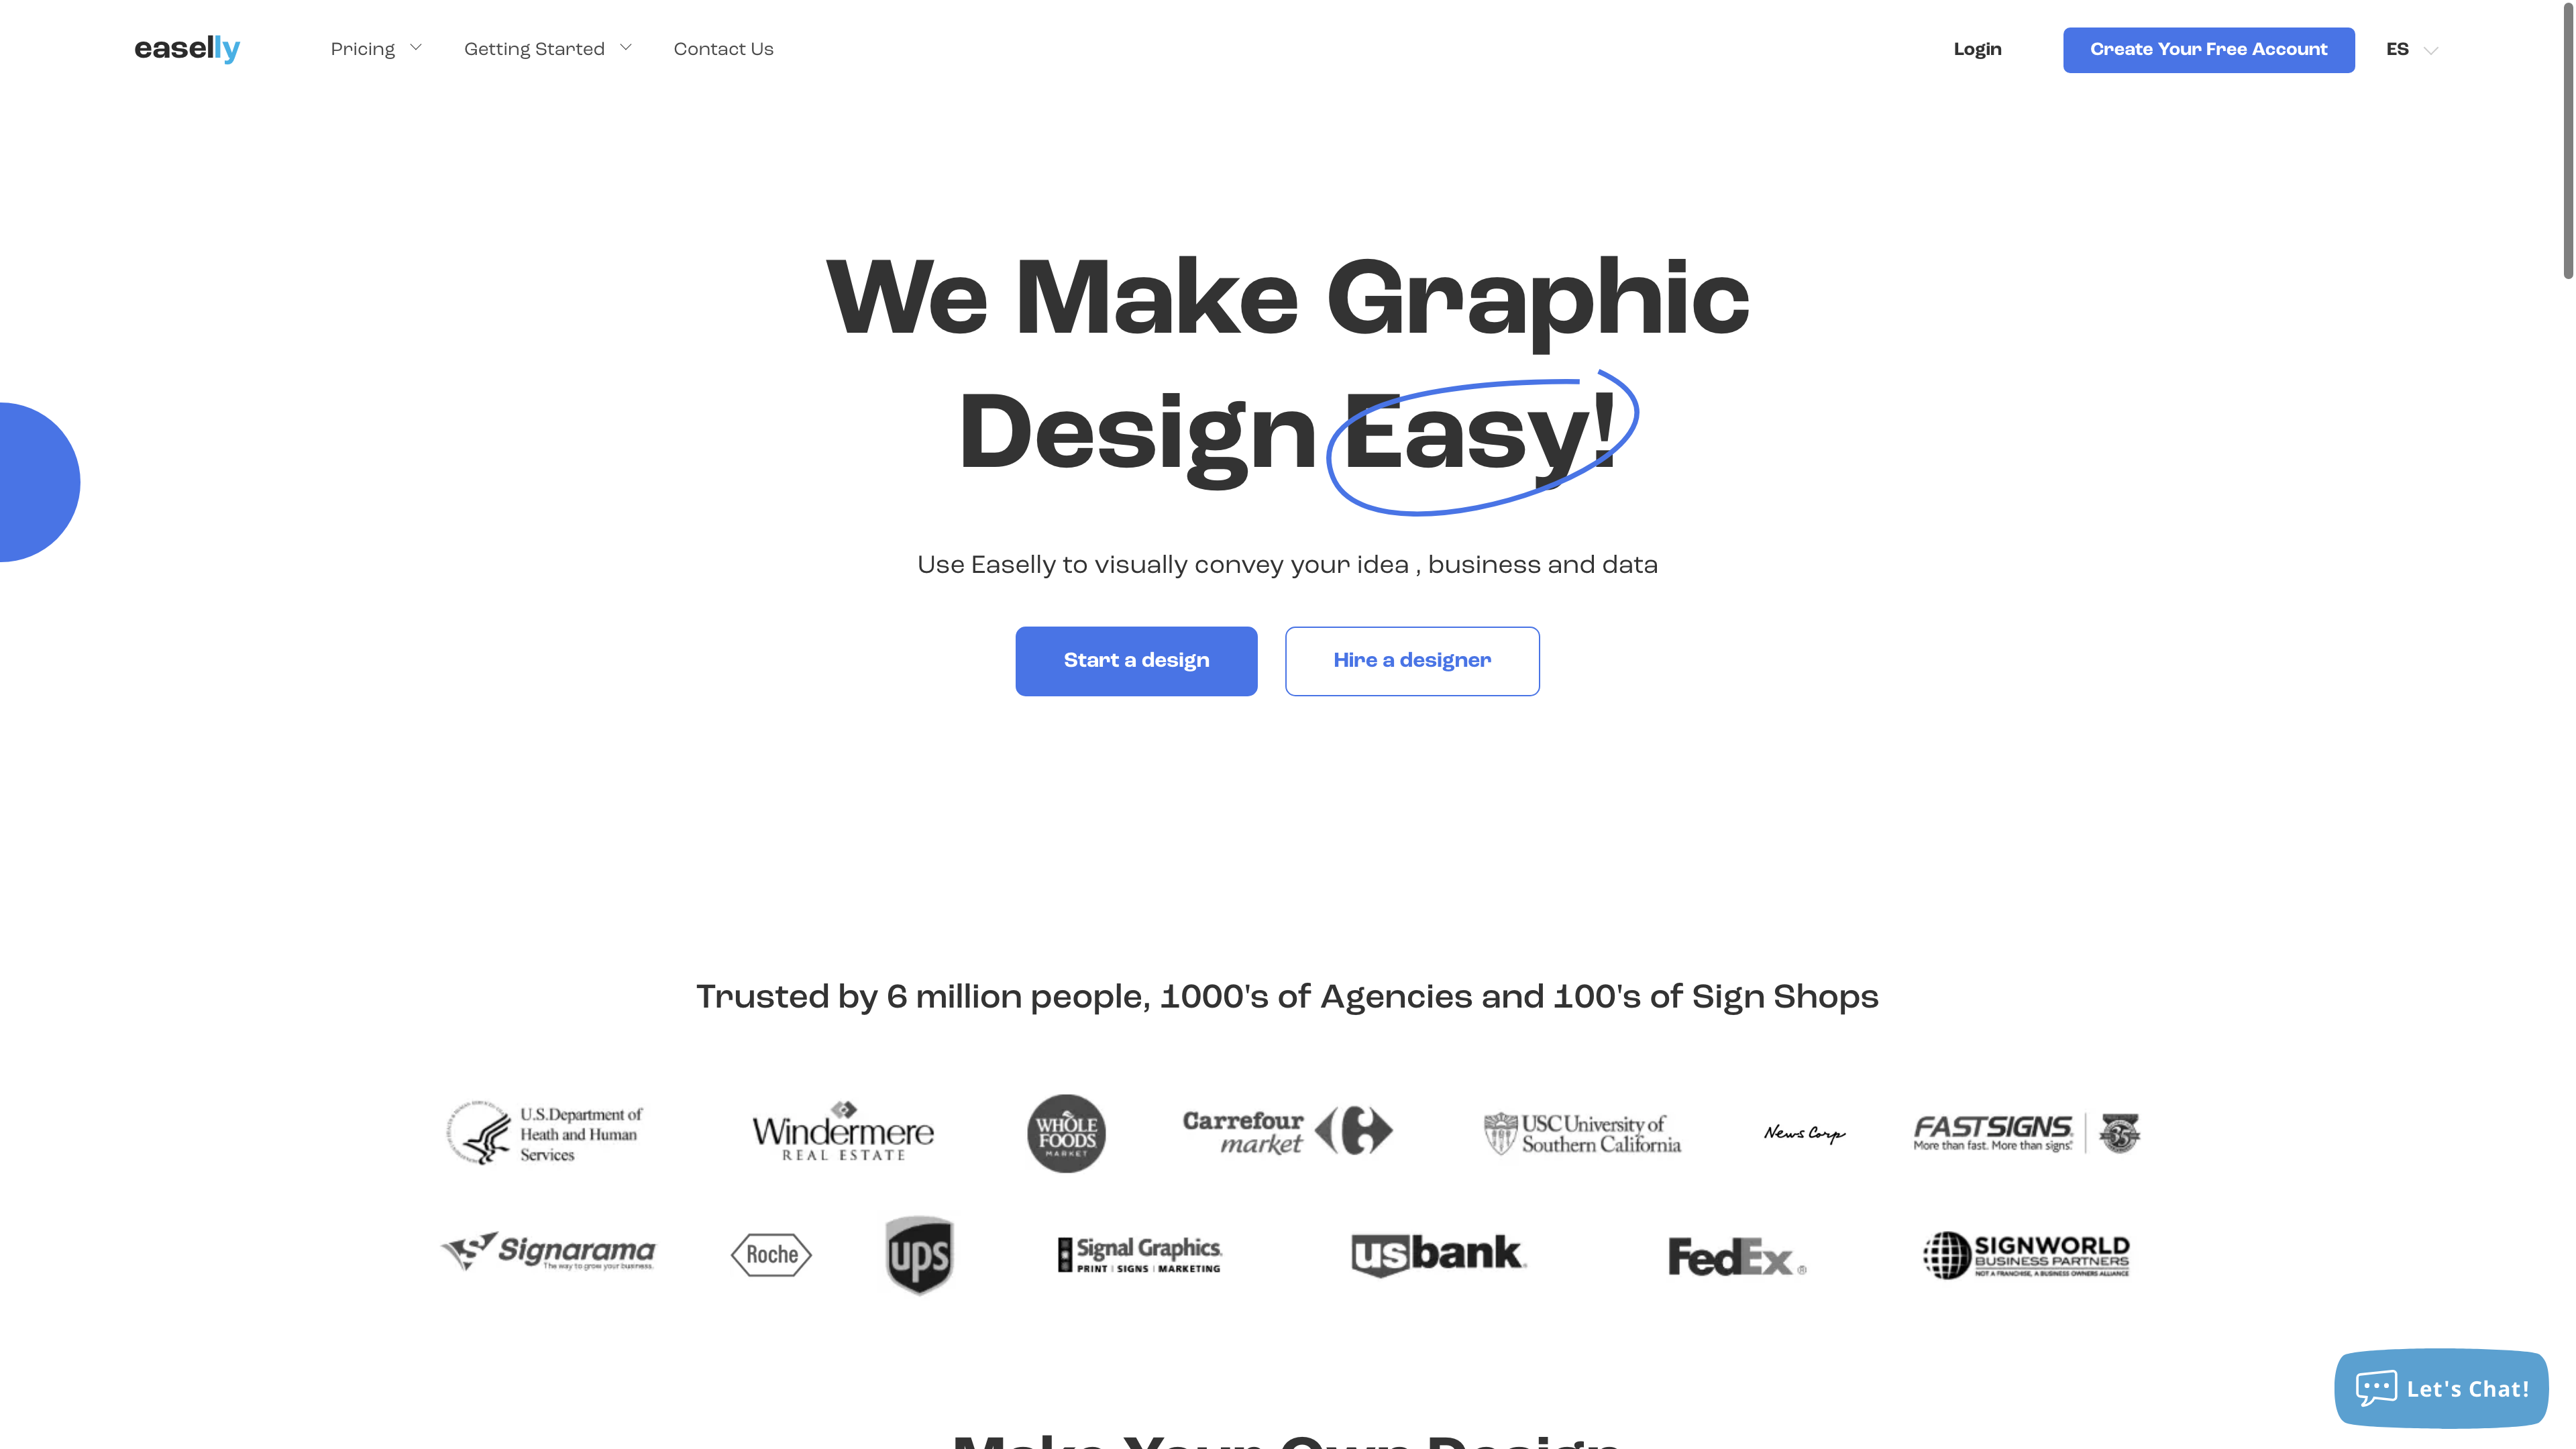 easelly
Pricing
Getting Started
Contact Us
Login
Create Your Free Account
ES
We Make Graphic
Design Easy!
Use Easelly to visually convey your idea , business and data
Start a design
Hire a designer
Trusted by 6 million people, 1000's of Agencies and 100's of Sign Shops
U.S.Department of
Heath and Human
Services
Windermere
REAL ESTATE
WHOLE
FOODS
MARKET
Carrefour
market
USC University of
Southern California
News Corp
FASTSIGNS
More than fast. More than signs.
35
Signarama
The way to grow your business.
Roche
ups
Signal Graphics
PRINT | SIGNS | MARKETING
usbank
FedEx ®
SIGNWORLD
BUSINESS PARTNERS
NOT A FRANCHISE, A BUSINESS OWNERS ALLIANCE
Let's Chat!
Make Your Own Design